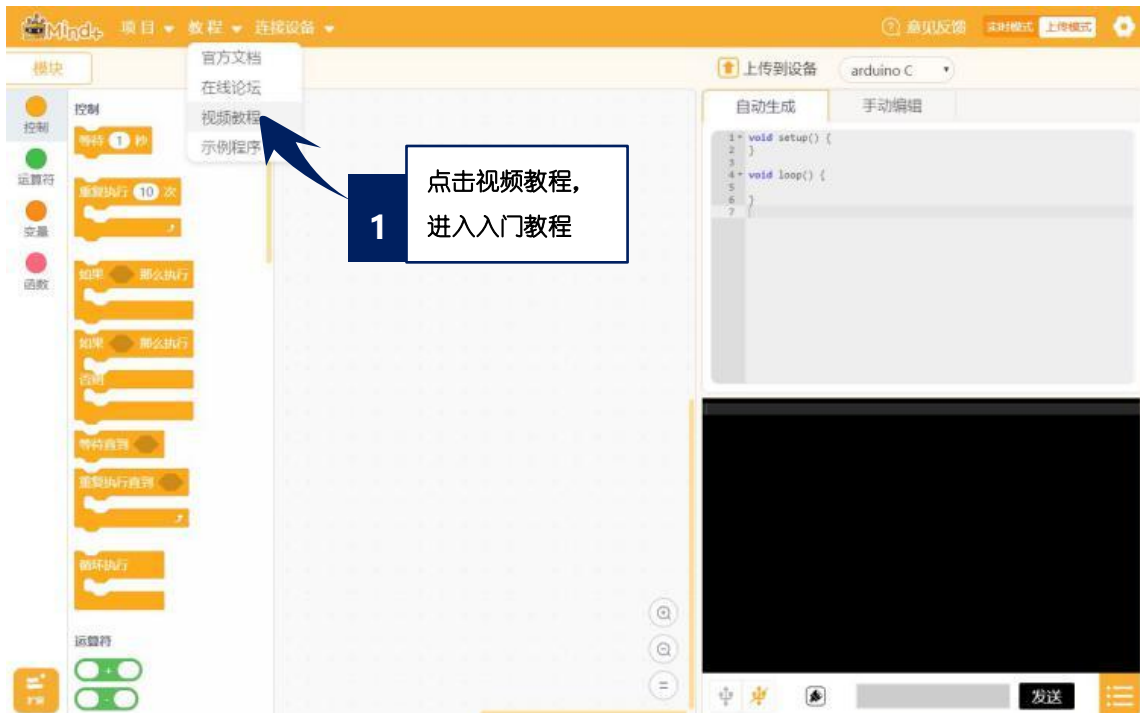 Mind+ 项目 教程 连接设备 意见反馈 实时模式 上传模式
模块
官方文档
在线论坛
视频教程
示例程序
上传到设备 arduino C
自动生成 手动编辑
控制
运算符
变量
函数
扩展
控制
等待 1 秒
重复执行 10 次
如果 那么执行
如果 那么执行
否则
等待直到
重复执行直到
循环执行
运算符
+
-
1
点击视频教程，
进入入门教程
1 void setup() {
2 }
3
4 void loop() {
5
6 }
7
发送